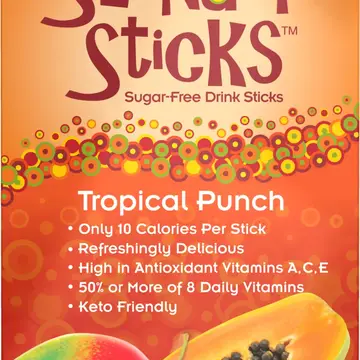 Sticks™
Sugar-Free Drink Sticks
Tropical Punch
• Only 10 Calories Per Stick
• Refreshingly Delicious
• High in Antioxidant Vitamins A,C,E
• 50% or More of 8 Daily Vitamins
• Keto Friendly